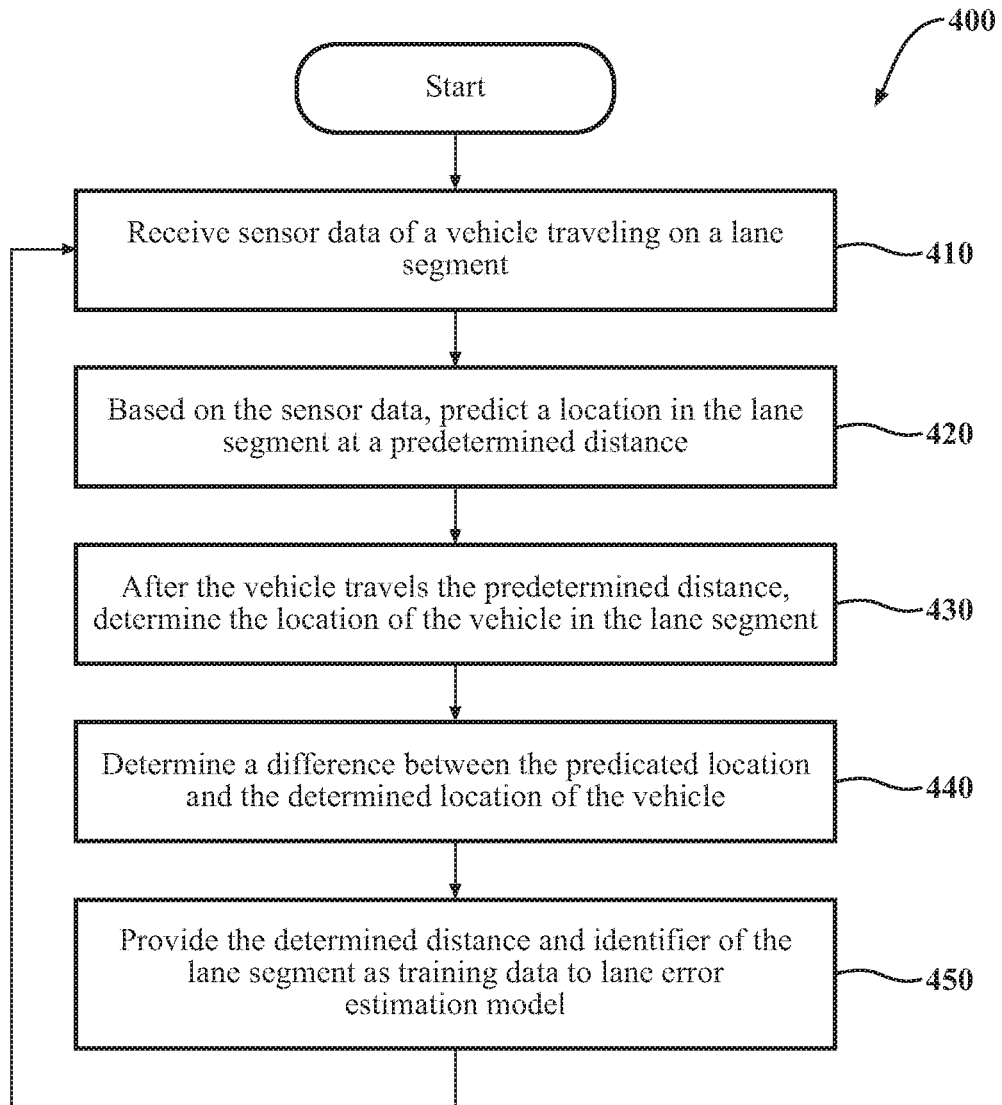 400
Start
Receive sensor data of a vehicle traveling on a lane
segment
410
Based on the sensor data, predict a location in the lane
segment at a predetermined distance
420
After the vehicle travels the predetermined distance,
determine the location of the vehicle in the lane segment
430
Determine a difference between the predicated location
and the determined location of the vehicle
440
Provide the determined distance and identifier of the
lane segment as training data to lane error
estimation model
450